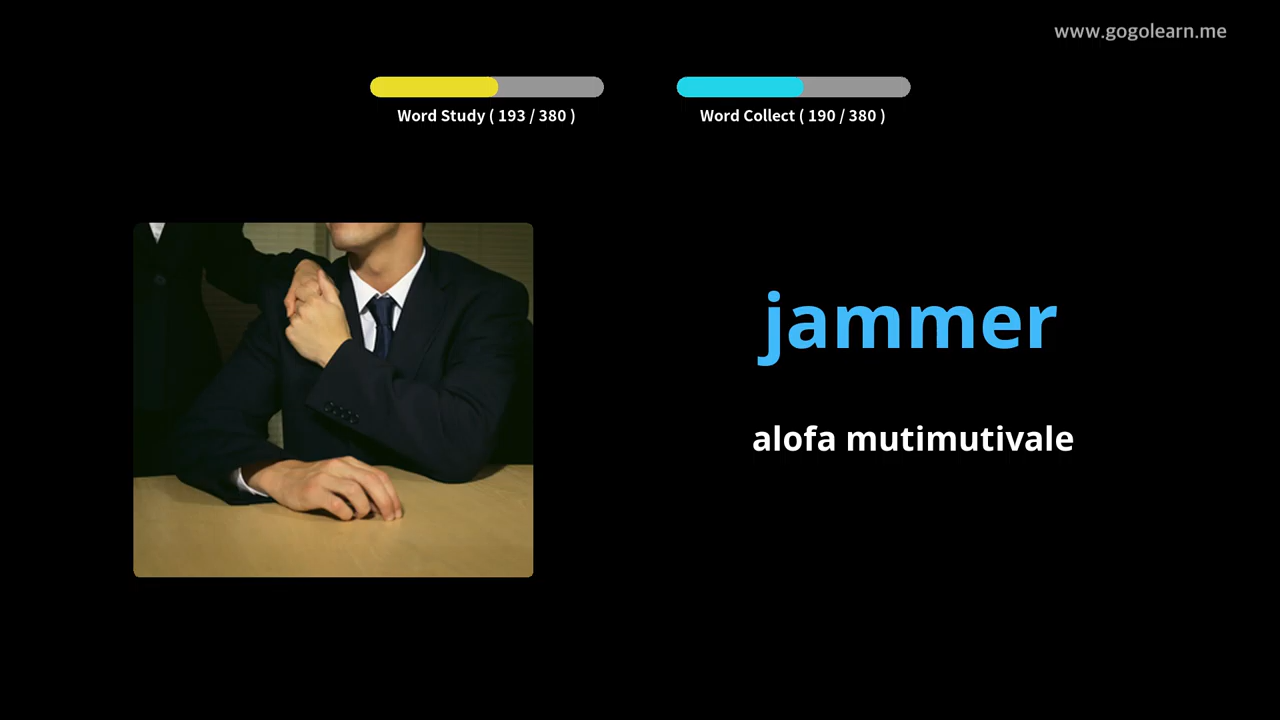 www.gogolearn.me
Word Study ( 193 / 380 )
Word Collect ( 190 / 380 )
jammer
alofa mutimutivale